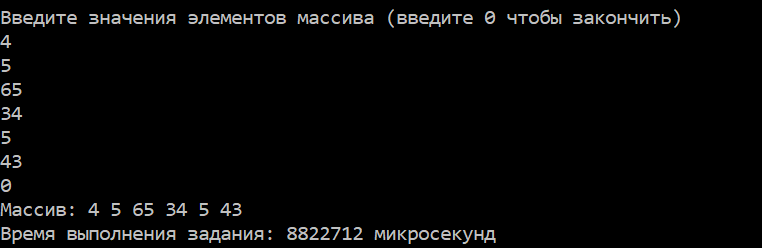 Введите значения элементов массива (введите 0 чтобы закончить)
4
5
65
34
5
43
0
Массив: 4 5 65 34 5 43
Время выполнения задания: 8822712 микросекунд